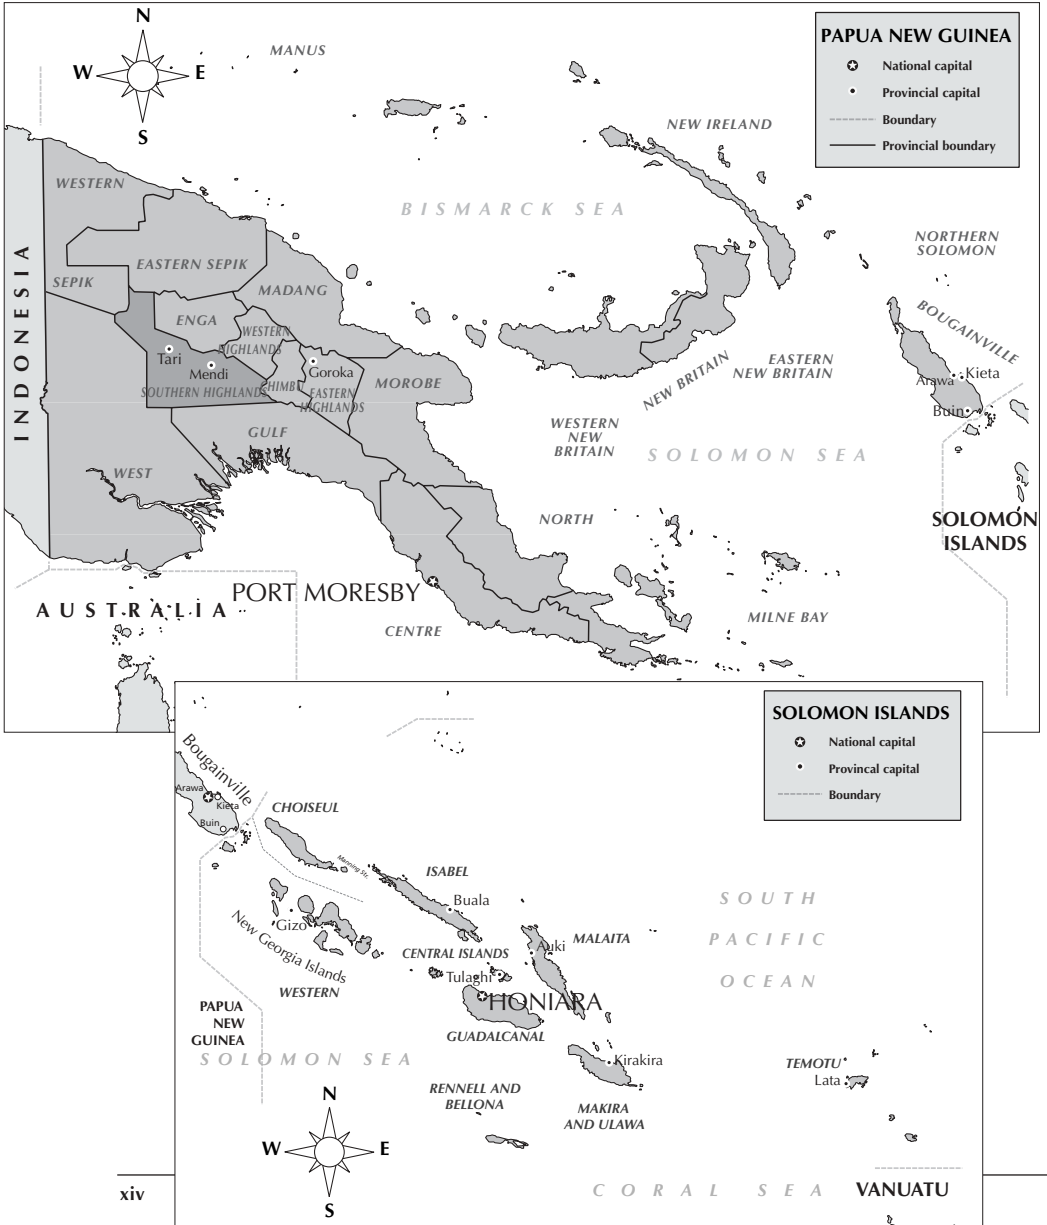 N
W E
S
MANUS
PAPUA NEW GUINEA
National capital
Provincial capital
Boundary
Provincial boundary
NEW IRELAND
WESTERN
BISMARCK SEA
NORTHERN
SOLOMON
INDONESIA
EASTERN SEPIK
SEPIK
MADANG
ENGA
WESTERN
HIGHLANDS
BOUGAINVILLE
Tari
Mendi
Goroka
SOUTHERN HIGHLANDS
CHIMBU
EASTERN
HIGHLANDS
MOROBE
NEW BRITAIN
EASTERN
NEW BRITAIN
Arawa
Kieta
Buin
GULF
WESTERN
NEW
BRITAIN
SOLOMON SEA
WEST
NORTH
SOLOMON
ISLANDS
PORT MORESBY
AUSTRALIA
CENTRE
MILNE BAY
SOLOMON ISLANDS
National capital
Provincal capital
Boundary
Bougainville
Arawa
Kieta
Buin
CHOISEUL
Manning Str.
ISABEL
Buala
SOUTH
PACIFIC
OCEAN
Gizo
New Georgia Islands
WESTERN
CENTRAL ISLANDS
Tulaghi
Auki
MALAITA
HONIARA
GUADALCANAL
PAPUA
NEW
GUINEA
SOLOMON SEA
Kirakira
TEMOTU
Lata
RENNELL AND
BELLONA
MAKIRA
AND ULAWA
N
W E
S
CORAL SEA
VANUATU
xiv